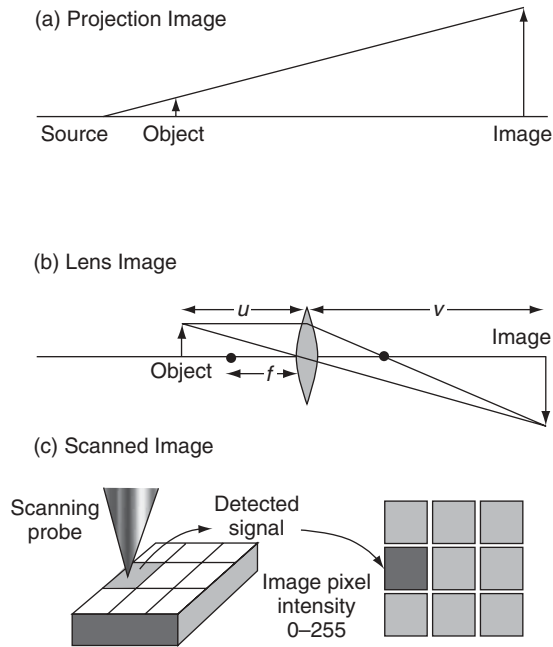 (a) Projection Image
Source
Object
Image
(b) Lens Image
u
v
Image
Object
f
(c) Scanned Image
Scanning
probe
Detected
signal
Image pixel
intensity
0–255